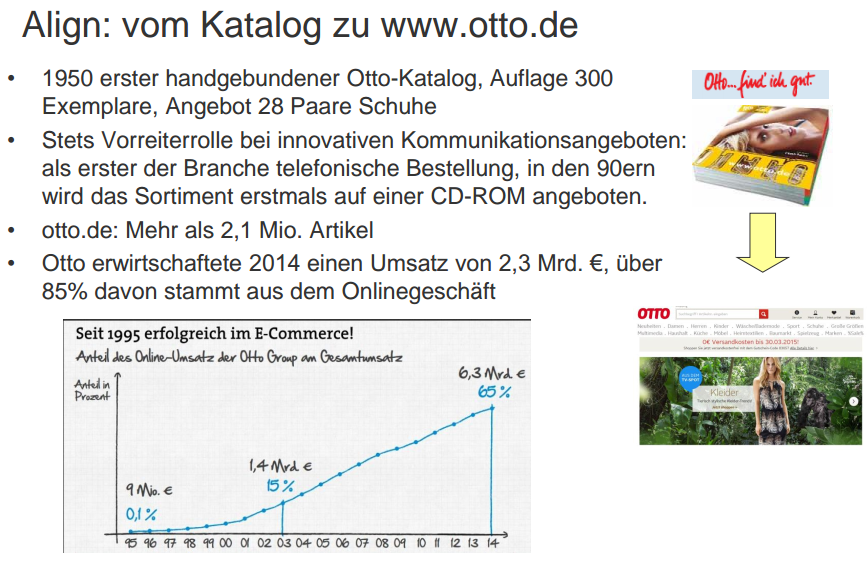 Align: vom Katalog zu www.otto.de
• 1950 erster handgebundener Otto-Katalog, Auflage 300
Exemplare, Angebot 28 Paare Schuhe
• Stets Vorreiterrolle bei innovativen Kommunikationsangeboten:
als erster der Branche telefonische Bestellung, in den 90ern
wird das Sortiment erstmals auf einer CD-ROM angeboten.
• otto.de: Mehr als 2,1 Mio. Artikel
• Otto erwirtschaftete 2014 einen Umsatz von 2,3 Mrd. €, über
85% davon stammt aus dem Onlinegeschäft
Otto... find' ich gut.
OTTO
Neuheiten Damen Herren Kinder Wäsche/Bademode Sport Schuhe Große Größen
Multimedia Haushalt Küche Möbel Heimtextilien Baumarkt Spielzeug Marken %Sale%
0€ Versandkosten bis 30.03.2015!
AUS DEM
TV-SPOT
Kleider
Jetzt shoppen >
Seit 1995 erfolgreich im E-Commerce!
Anteil des Online-Umsatz der Otto Group am Gesamtumsatz
Anteil in
Prozent
6,3 Mrd €
65 %
1,4 Mrd €
15 %
9 Mio. €
0,1 %
95 96 97 98 99 00 01 02 03 04 05 06 07 08 09 10 11 12 13 14